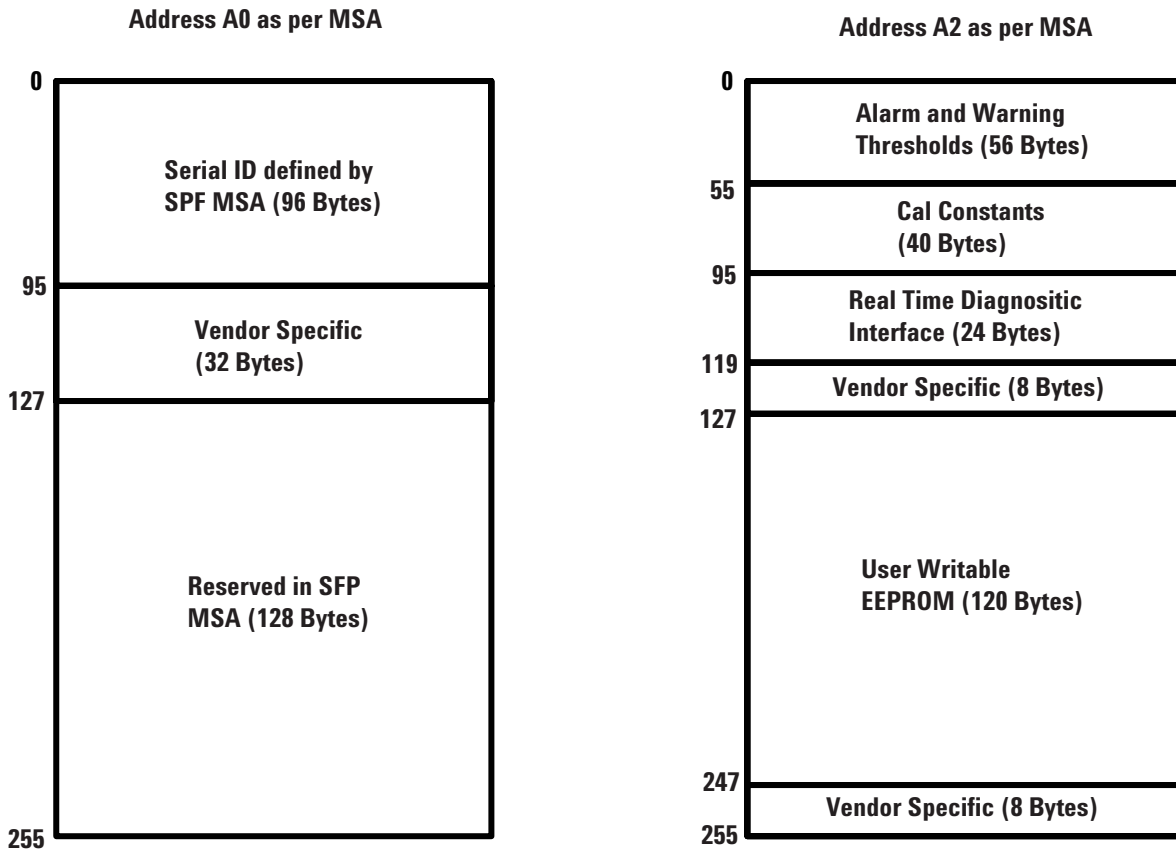 Address A0 as per MSA
0
Serial ID defined by
SPF MSA (96 Bytes)
95
Vendor Specific
(32 Bytes)
127
Reserved in SFP
MSA (128 Bytes)
255
Address A2 as per MSA
0
Alarm and Warning
Thresholds (56 Bytes)
55
Cal Constants
(40 Bytes)
95
Real Time Diagnositic
Interface (24 Bytes)
119
Vendor Specific (8 Bytes)
127
User Writable
EEPROM (120 Bytes)
247
Vendor Specific (8 Bytes)
255